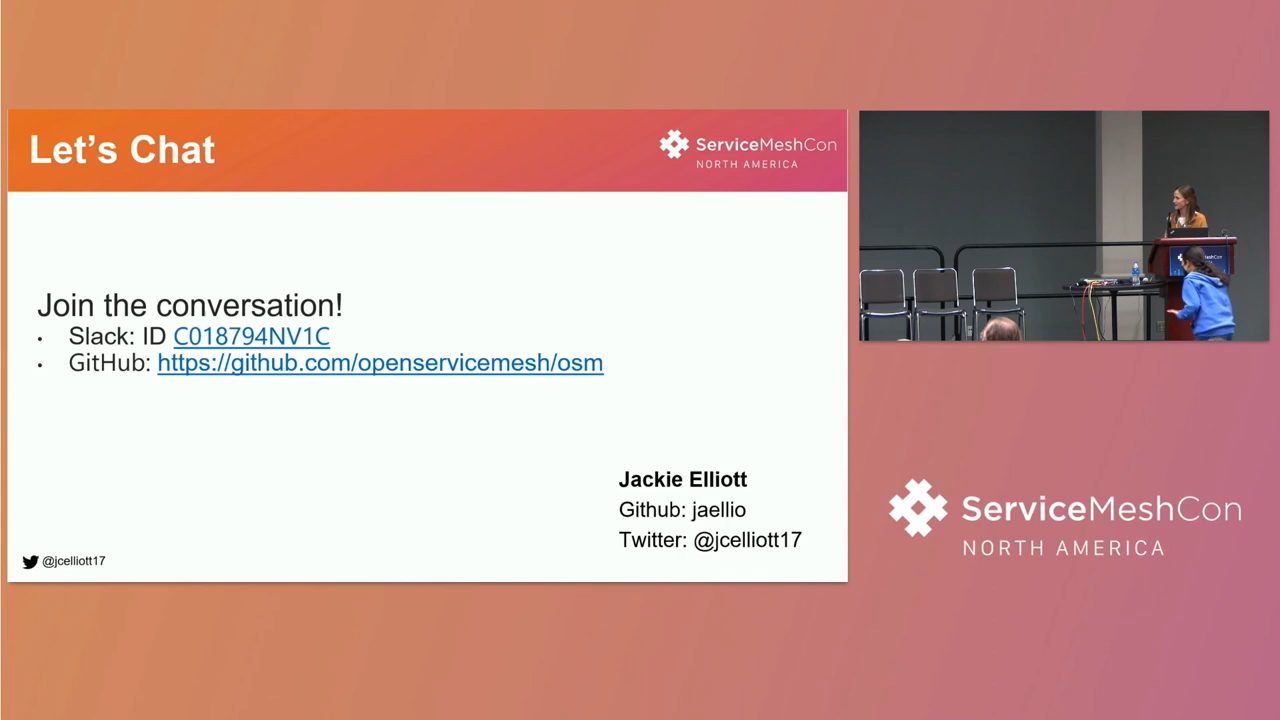 Let's Chat
ServiceMeshCon
NORTH AMERICA
Join the conversation!
• Slack: ID C018794NV1C
• GitHub: https://github.com/openservicemesh/osm
Jackie Elliott
Github: jaellio
Twitter: @jcelliott17
@jcelliott17
ServiceMeshCon
NORTH AMERICA